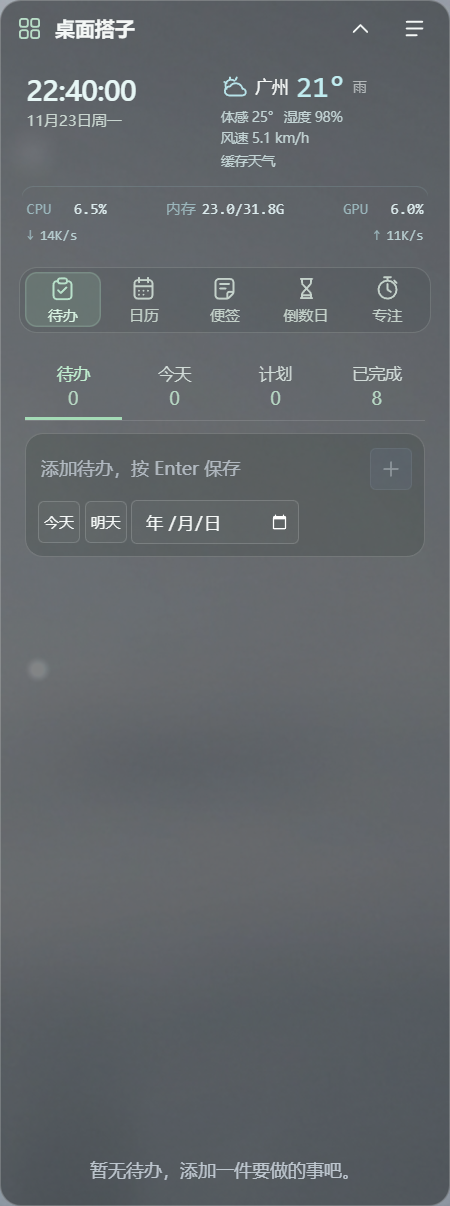 桌面搭子
22:40:00
11月23日周一
广州 21° 雨
体感 25° 湿度 98%
风速 5.1 km/h
缓存天气
CPU 6.5% 内存 23.0/31.8G GPU 6.0%
↓ 14K/s ↑ 11K/s
待办 日历 便签 倒数日 专注
待办 今天 计划 已完成
0 0 0 8
添加待办，按 Enter 保存
今天 明天 年 /月/日
暂无待办，添加一件要做的事吧。